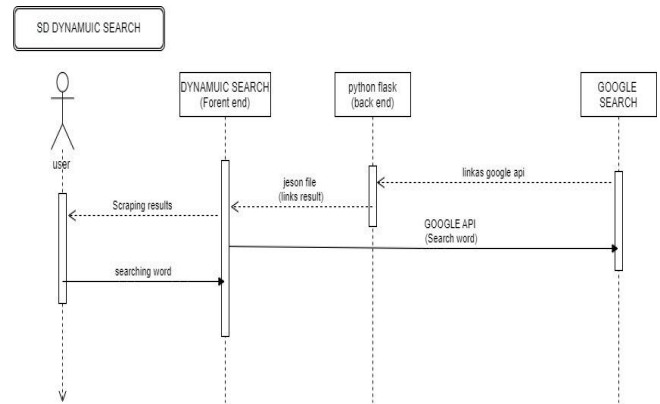 SD DYNAMUIC SEARCH
DYNAMUIC SEARCH
(Forent end)
python flask
(back end)
GOOGLE
SEARCH
user
linkas google api
jeson file
(links result)
Scraping results
GOOGLE API
(Search word)
searching word